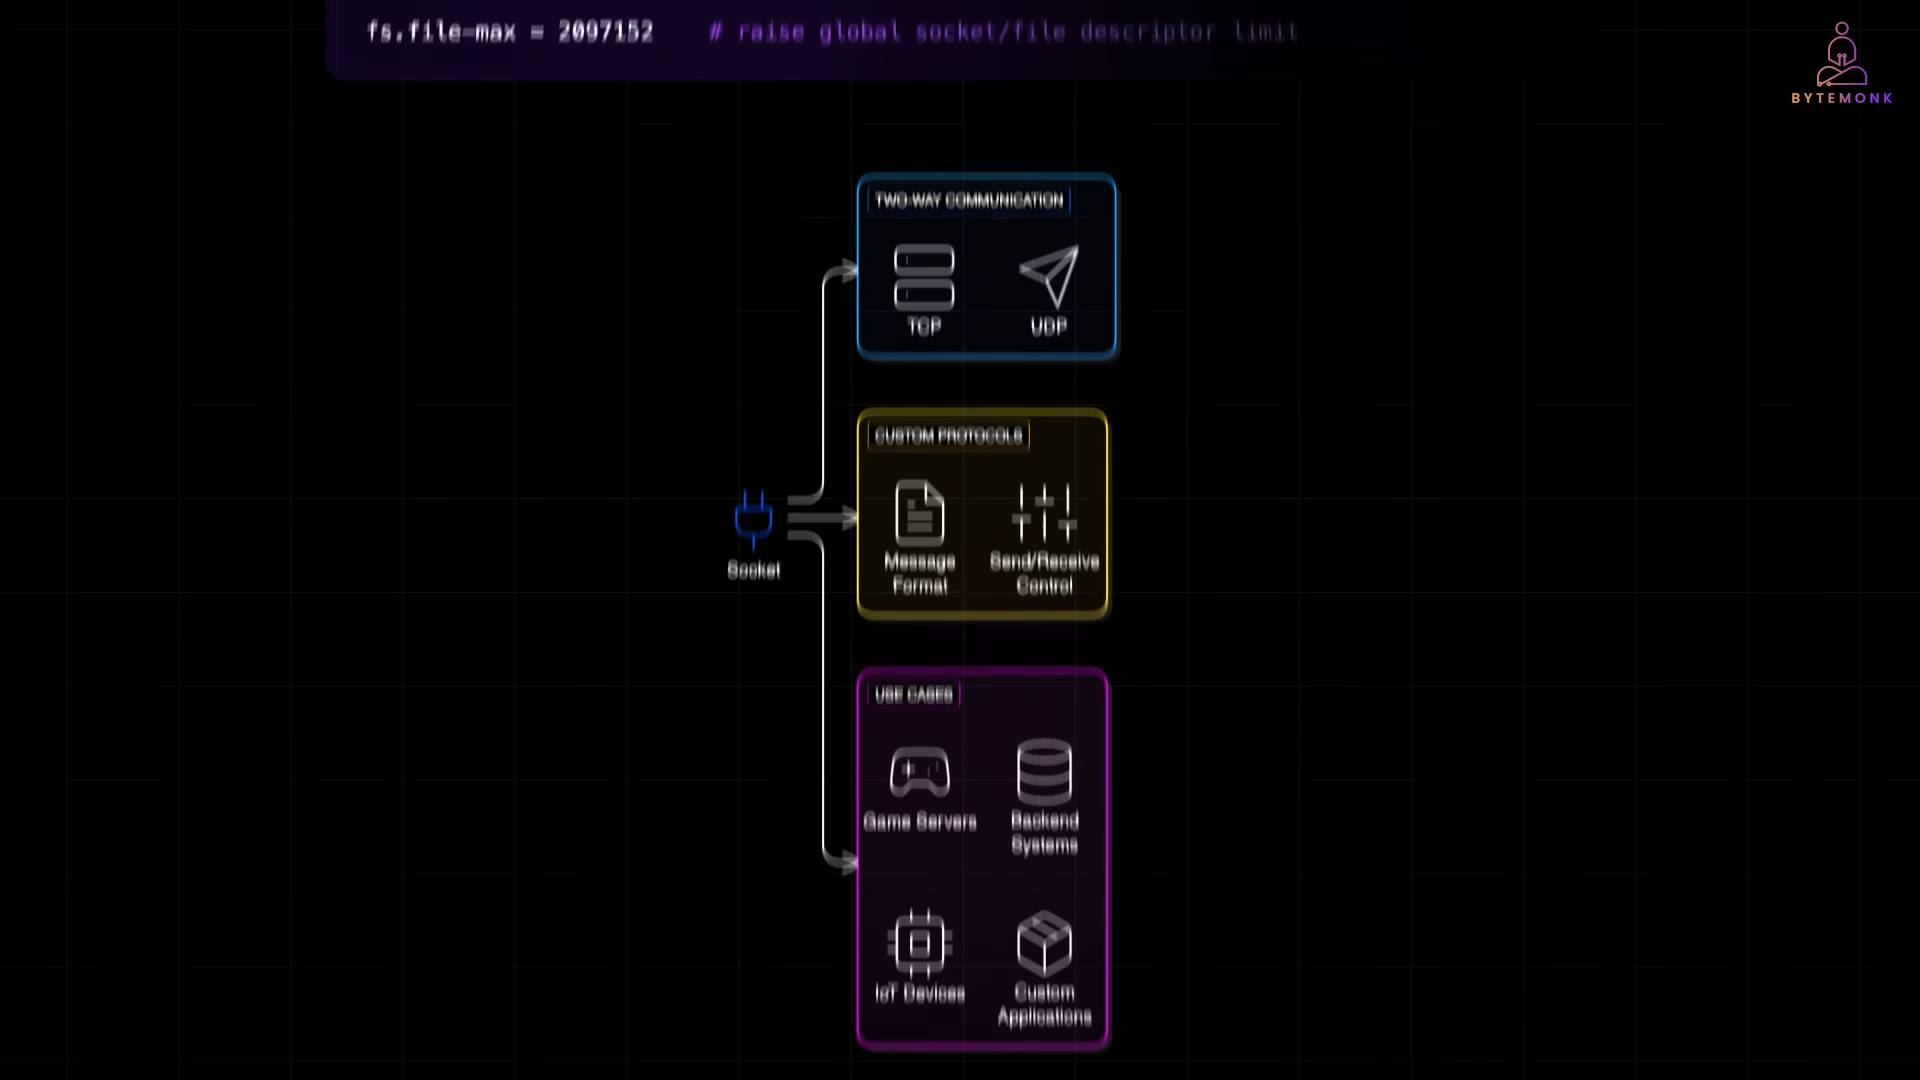 fs.file-max = 2097152 # raise global socket/file descriptor limit
BYTEMONK
TWO-WAY COMMUNICATION
TCP UDP
CUSTOM PROTOCOLS
Message Format
Send/Receive Control
Socket
USE CASES
Game Servers
Backend Systems
IoT Devices
Custom Applications